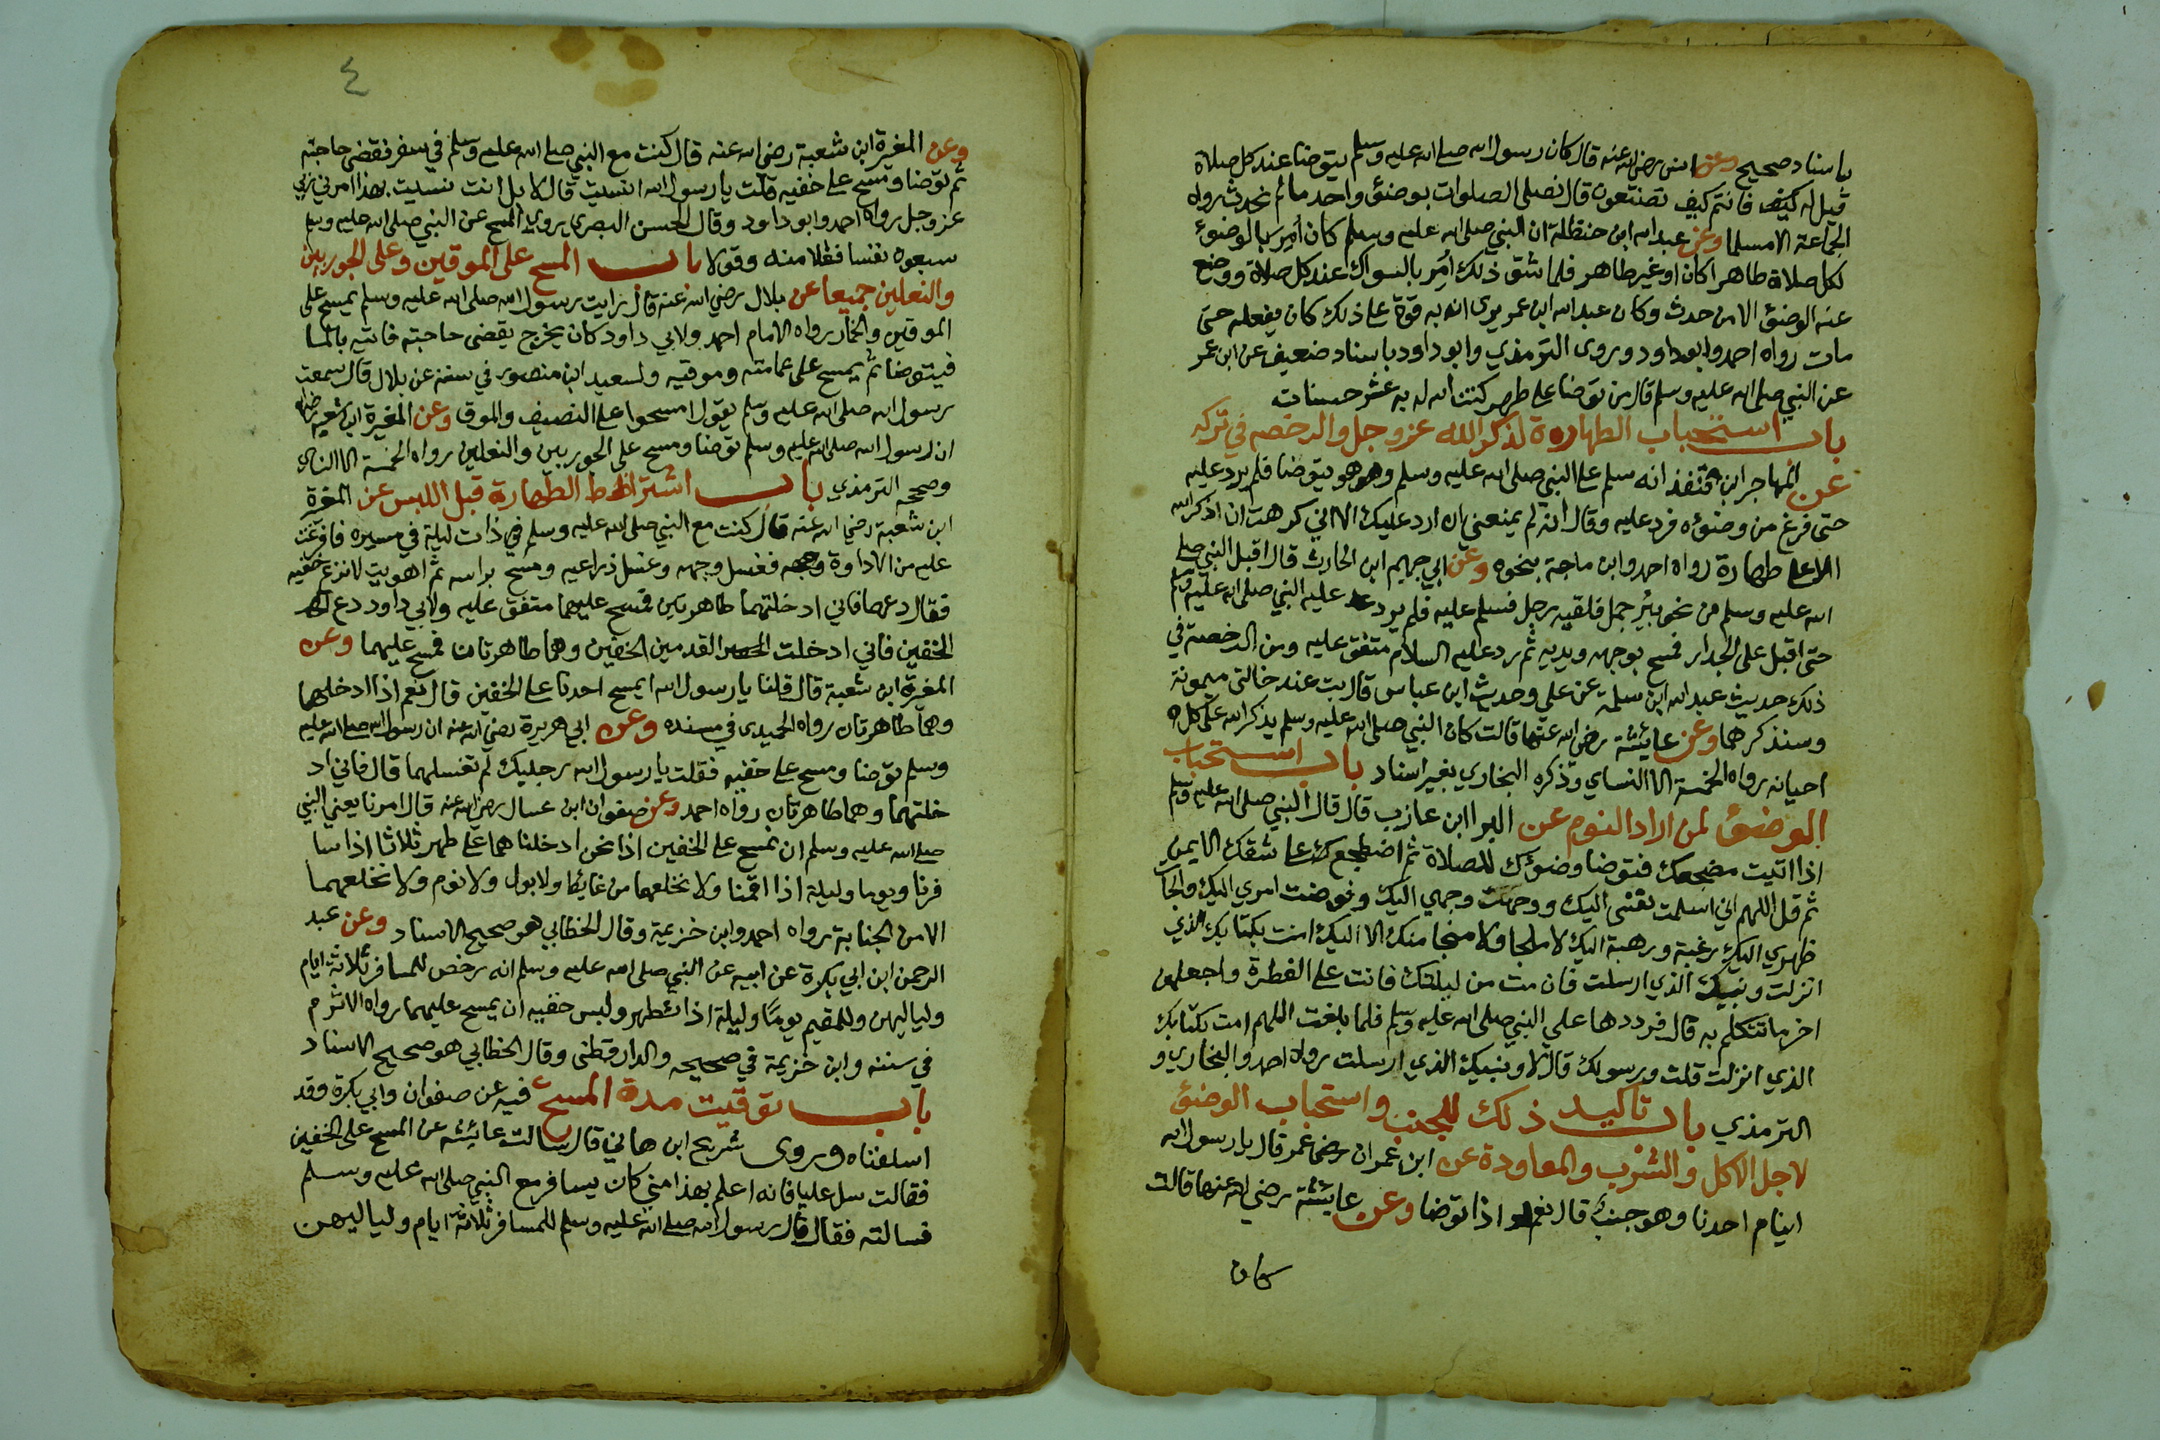 باسناد صحيح وعن انس رضي الله عنه قال كان رسول الله صلى الله عليه وسلم يتوضا عند كل صلاة
قيل له كيف فانتم كيف تصنعون قال نصلي الصلوات بوضوء واحد ما لم نحدث رواه
الجماعة الا مسلما وعن عبد الله ابن حنظلة ان النبي صلى الله عليه وسلم كان أمر بالوضوء
لكل صلاة طاهرا كان او غير طاهر فلما شق ذلك أمر بالسواك عند كل صلاة ووضع
عنه الوضوء الا من حدث وكان عبد الله ابن عمر يرى ان به قوة على ذلك كان يفعله حتى
مات رواه احمد وابو داود وروى الترمذي وابو داود باسناد ضعيف عن ابن عمر
عن النبي صلى الله عليه وسلم قال من توضا على طهر كتب الله له به عشر حسنات
باب استحباب الطهارة لذكر الله عز وجل والرخصه في تركه
عن المهاجر ابن قنفذ انه سلم على النبي صلى الله عليه وسلم وهو يتوضا فلم يرد عليه
حتى فرغ من وضوءه فرد عليه وقال انه لم يمنعني ان ارد عليك الا اني كرهت ان اذكر الله
الا على طهارة رواه احمد وابن ماجة بنحوه وعن ابي جهيم ابن الحارث قال اقبل النبي صلى
الله عليه وسلم من نحو بئر جمل فلقيه رجل فسلم عليه فلم يرد عليه النبي صلى الله عليه وسلم
حتى اقبل على الجدار فمسح بوجهه ويديه ثم رد عليه السلام متفق عليه ومن الرخصة في
ذلك حديث عبد الله ابن سلمة عن علي وحديث ابن عباس قال بت عند خالتي ميمونة
وسنذكرهما وعن عائشة رضي الله عنها قالت كان النبي صلى الله عليه وسلم يذكر الله على كل
احيانه رواه الخمسة الا النساي وذكره البخاري بغير اسناد باب استحباب
الوضوء لمن اراد النوم عن البرا ابن عازب قال قال النبي صلى الله عليه وسلم
اذا اتيت مضجعك فتوضا وضوءك للصلاة ثم اضطجع على شقك الايمن
ثم قل اللهم اني اسلمت نفسي اليك ووجهت وجهي اليك وفوضت امري اليك والجا
ظهري اليك رغبة ورهبة اليك لا ملجا ولا منجا منك الا اليك امنت بكتابك الذي
انزلت ونبيك الذي ارسلت فان مت من ليلتك فانت على الفطرة واجعلهن
اخر ما تتكلم به قال فرددها على النبي صلى الله عليه وسلم فلما بلغت اللهم امنت بكتابك
الذي انزلت قلت ورسولك قال لا ونبيك الذي ارسلت رواه احمد والبخاري و
الترمذي باب تاكيد ذلك للجنب واستحباب الوضوء
لاجل الاكل والشرب والمعاودة عن ابن عمر ان رضي عمر قال يا رسول الله
اينام احدنا وهو جنب قال نعم اذا توضا وعن عايشة رضي الله عنها قالت
كان
٤
وعن المغيرة ابن شعبة رضي الله عنه قال كنت مع النبي صلى الله عليه وسلم في سفر فقضى حاجته
ثم توضا ومسح على خفيه قلت يا رسول الله انسيت قال لا بل انت نسيت بهذا امرني ربي
عز وجل رواه احمد وابو داود وقال الحسن البصري يروي المسح عن النبي صلى الله عليه وسلم
سبعون نفسا فعلا منه وقولا باب المسح على الموقين وعلى الجوربين
والنعلين جميعا عن بلال رضي الله عنه قال رايت رسول الله صلى الله عليه وسلم يمسح على
الموقين والخمار رواه الامام احمد ولابي داود كان يخرج يقضي حاجته فاتيه بالما
فيتوضا ثم يمسح على عمامته وموقيه ولسعيد ابن منصور في سننه عن بلال قال سمعت
رسول الله صلى الله عليه وسلم يقول امسحوا على النصيف والموق وعن المغيرة ابن شعبة
ان رسول الله صلى الله عليه وسلم توضا ومسح على الجوربين والنعلين رواه الخمسة الا النساي
وصححه الترمذي باب اشتراط الطهارة قبل اللبس عن المغيرة
ابن شعبة رضي الله عنه قال كنت مع النبي صلى الله عليه وسلم في ذات ليلة في مسيره فافرغت
عليه من الاداوة فغسل وجهه وغسل ذراعيه ومسح براسه ثم اهويت لانزع خفيه
فقال دعهما فاني ادخلتهما طاهرتين فمسح عليهما متفق عليه ولابي داود دع
الخفين فاني ادخلت القدمين الخفين وهما طاهرتان فمسح عليهما وعن
المغيرة ابن شعبة قال قلنا يا رسول الله ايمسح احدنا على الخفين قال نعم اذا ادخلهما
وهما طاهرتان رواه الحميدي في مسنده وعن ابي هريرة رضي الله عنه ان رسول الله صلى الله عليه
وسلم توضا ومسح على خفيه فقلت يا رسول الله رجليك لم تغسلهما قال فاني اد
خلتهما وهما طاهرتان رواه احمد وعن صفوان ابن عسال رضي الله عنه قال امرنا يعني النبي
صلى الله عليه وسلم ان نمسح على الخفين اذا نحن ادخلناهما على طهر ثلاثا اذا سا
فرنا ويوما وليلة اذا اقمنا ولا نخلعهما من غايط ولا بول ولا نوم ولا نخلعهما
الا من الجنابة رواه احمد وابن خزيمة وقال الخطابي هو صحيح الاسناد وعن عبد
الرحمن ابن ابي بكرة عن ابيه عن النبي صلى الله عليه وسلم انه رخص للمسافر ثلاثة ايام
ولياليهن وللمقيم يوما وليلة اذا تطهر ولبس خفيه ان يمسح عليهما رواه الاثرم
في سننه وابن خزيمة في صحيحه والدارقطني وقال الخطابي هو صحيح الاسناد
باب توقيت مدة المسح فيه عن صفوان وابي بكرة وقد
اسلفناه وروى شريح ابن هاني قال سالت عائشة عن المسح على الخفين
فقالت سل عليا فانه اعلم بهذا مني كان يسافر مع النبي صلى الله عليه وسلم
فسالته فقال قال رسول الله صلى الله عليه وسلم للمسافر ثلاثة ايام ولياليهن